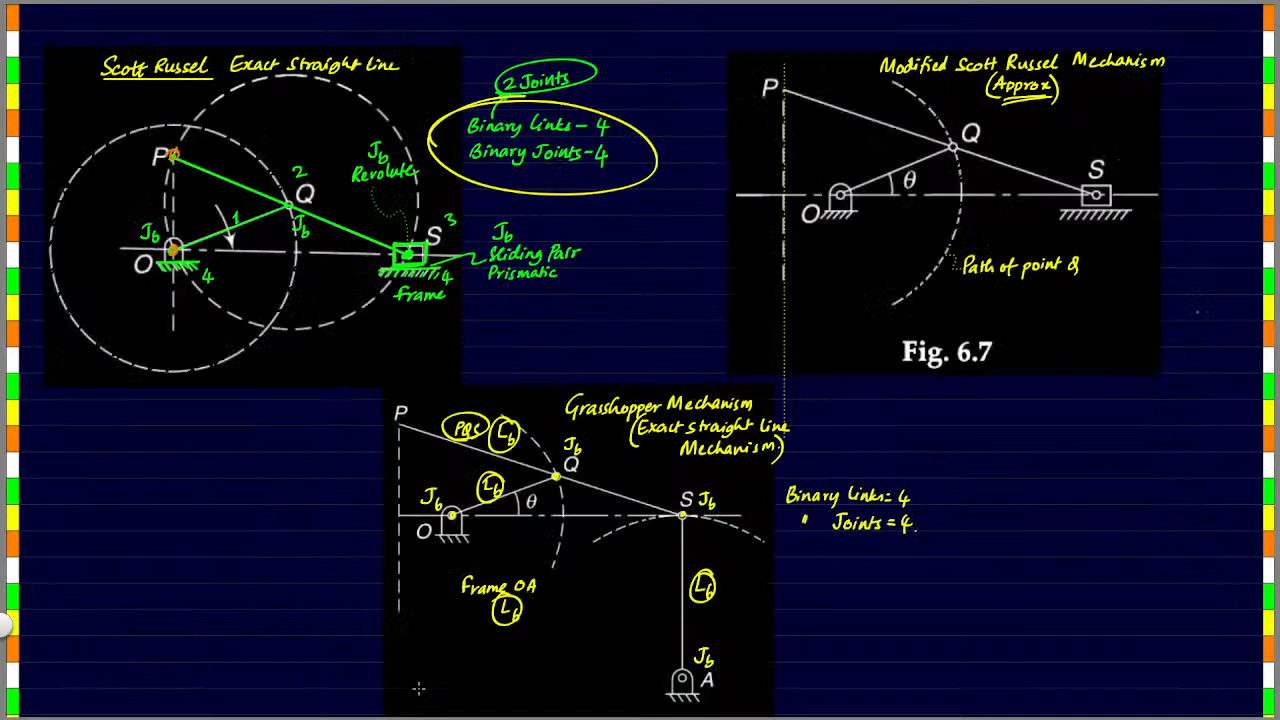 Scott Russel Exact Straight line
2 Joints
Binary links - 4
Binary Joints - 4
P
2
Q
Jb
Jb
Revolute
Jb
1
S
3
O
4
4
frame
Jb
Sliding Pair
Prismatic
Modified Scott Russel Mechanism
(Approx)
P
Q
θ
S
O
Path of point Q
Fig. 6.7
Grasshopper Mechanism
(Exact straight line
Mechanism)
P
PQS
Lb
Jb
Q
Lb
Jb
θ
S
Jb
O
frame OA
Lb
Lb
Jb
A
Binary links = 4
" Joints = 4.